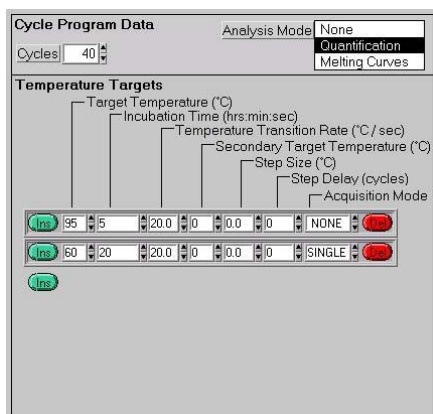 Cycle Program Data
Analysis Mode
None
Quantification
Melting Curves
Cycles 40
Temperature Targets
Target Temperature (°C)
Incubation Time (hrs:min:sec)
Temperature Transition Rate (°C / sec)
Secondary Target Temperature (°C)
Step Size (°C)
Step Delay (cycles)
Acquisition Mode
Ins 95 5 20.0 0 0.0 0 NONE Del
Ins 60 20 20.0 0 0.0 0 SINGLE Del
Ins